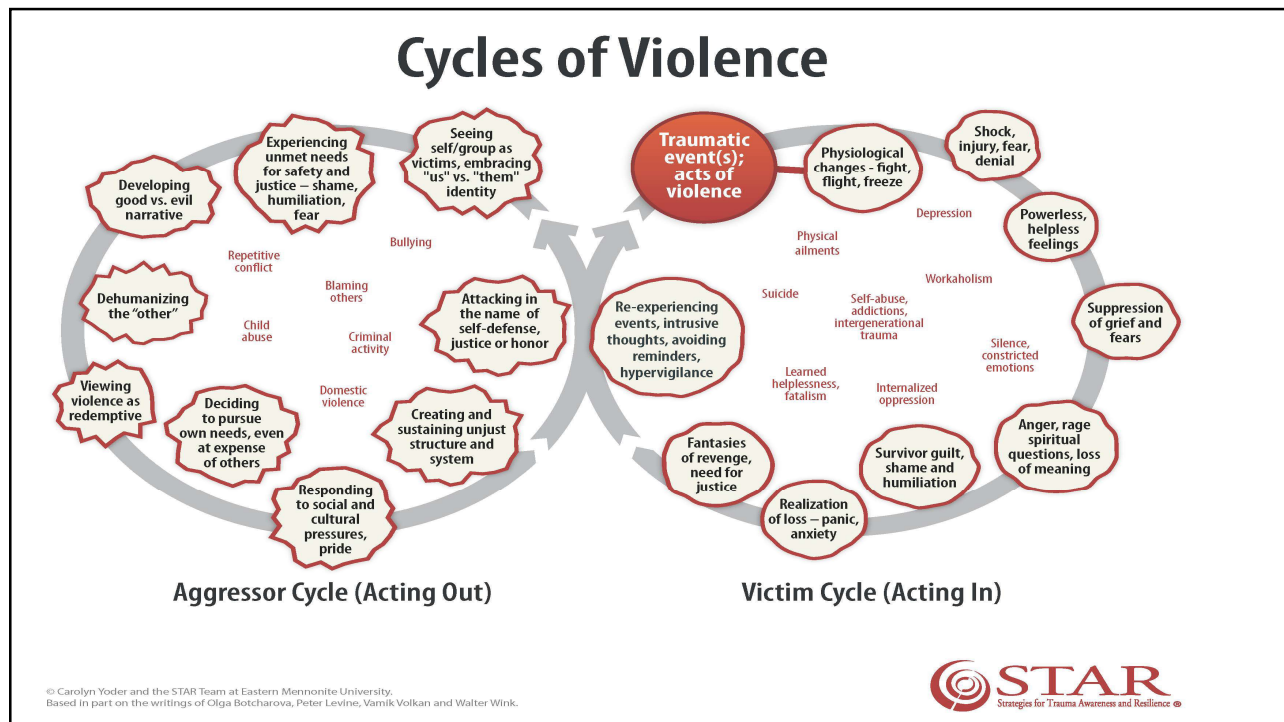 Cycles of Violence
Seeing
self/group as
victims, embracing
"us" vs. "them"
identity
Experiencing
unmet needs
for safety and
justice – shame,
humiliation,
fear
Developing
good vs. evil
narrative
Dehumanizing
the “other”
Viewing
violence as
redemptive
Deciding
to pursue
own needs, even
at expense
of others
Responding
to social and
cultural
pressures,
pride
Creating and
sustaining unjust
structure and
system
Attacking in
the name of
self-defense,
justice or honor
Bullying
Repetitive
conflict
Blaming
others
Child
abuse
Criminal
activity
Domestic
violence
Aggressor Cycle (Acting Out)
Traumatic
event(s);
acts of
violence
Physiological
changes - fight,
flight, freeze
Shock,
injury, fear,
denial
Powerless,
helpless
feelings
Suppression
of grief and
fears
Anger, rage
spiritual
questions, loss
of meaning
Survivor guilt,
shame and
humiliation
Realization
of loss – panic,
anxiety
Fantasies
of revenge,
need for
justice
Re-experiencing
events, intrusive
thoughts, avoiding
reminders,
hypervigilance
Depression
Physical
ailments
Workaholism
Suicide
Self-abuse,
addictions,
intergenerational
trauma
Silence,
constricted
emotions
Learned
helplessness,
fatalism
Internalized
oppression
Victim Cycle (Acting In)
© Carolyn Yoder and the STAR Team at Eastern Mennonite University.
Based in part on the writings of Olga Botcharova, Peter Levine, Vamik Volkan and Walter Wink.
STAR
Strategies for Trauma Awareness and Resilience ®